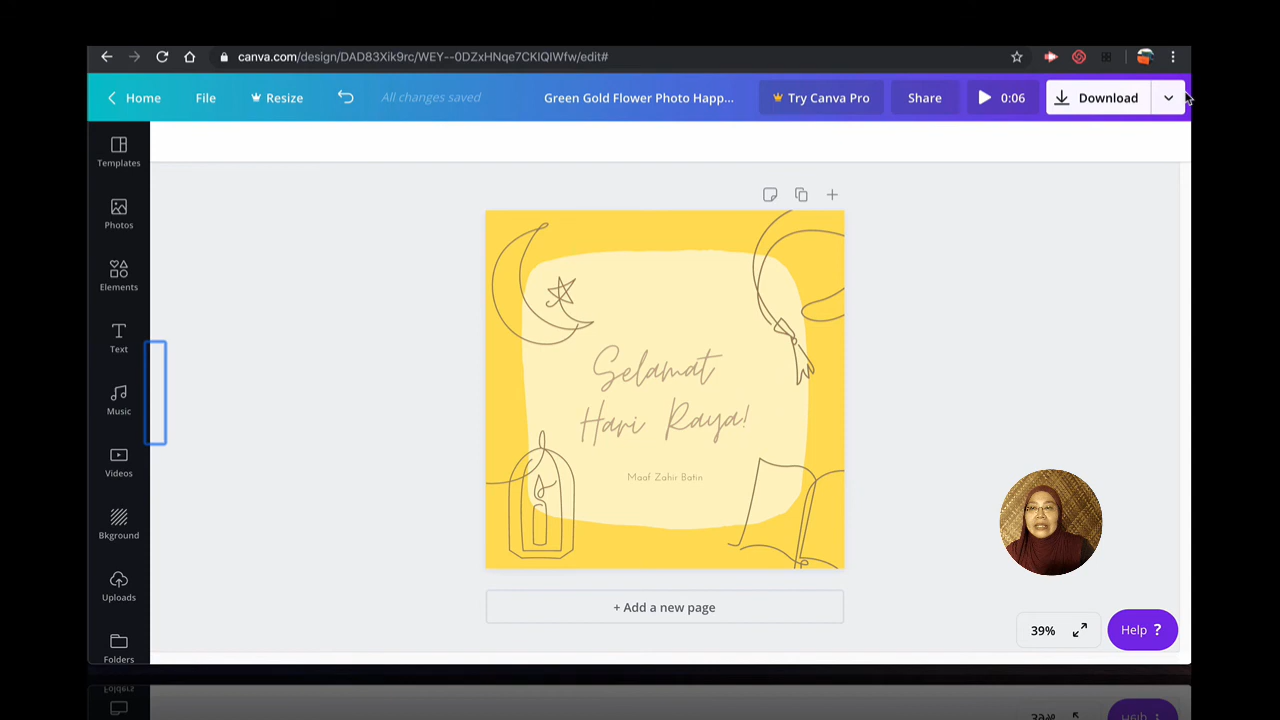 canva.com/design/DAD83Xik9rc/WEY--0DZxHNqe7CKIQIWfw/edit#
Home File Resize All changes saved Green Gold Flower Photo Happ... Try Canva Pro Share 0:06 Download
Templates
Photos
Elements
Text
Music
Videos
Bkground
Uploads
Folders
Selamat
Hari Raya!
Maaf Zahir Batin
+ Add a new page
39% Help ?